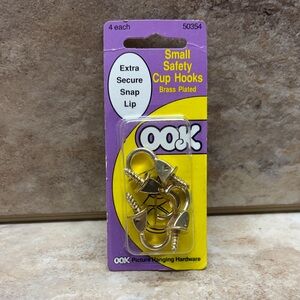 4 each 50354
Small
Safety
Cup Hooks
Brass Plated
Extra
Secure
Snap
Lip
OOK
OOK Picture Hanging Hardware